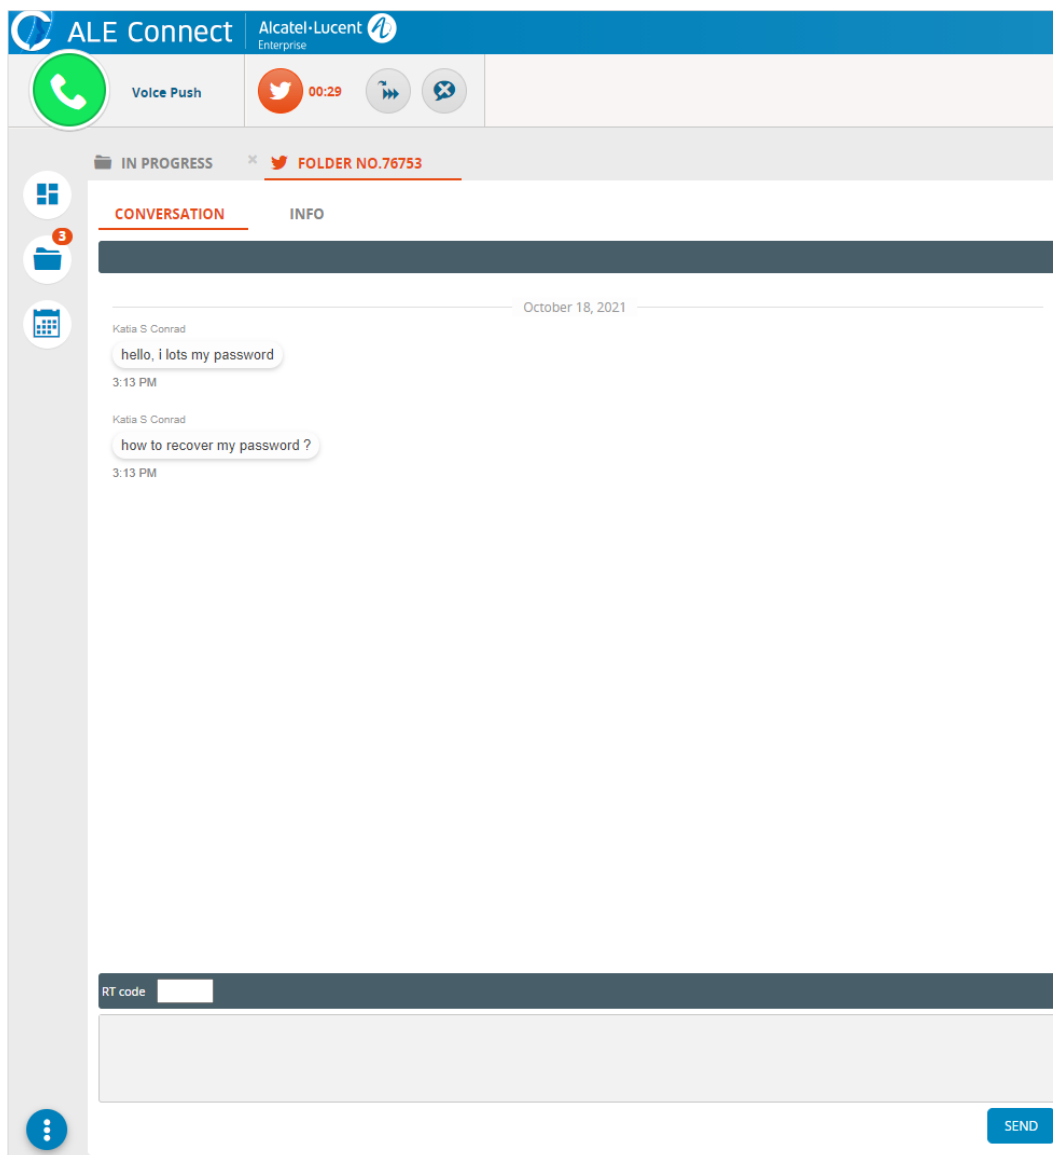 ALE Connect
Alcatel•Lucent
Enterprise
Voice Push
00:29
IN PROGRESS
FOLDER NO.76753
CONVERSATION
INFO
3
October 18, 2021
Katia S Conrad
hello, i lots my password
3:13 PM
Katia S Conrad
how to recover my password ?
3:13 PM
RT code
SEND